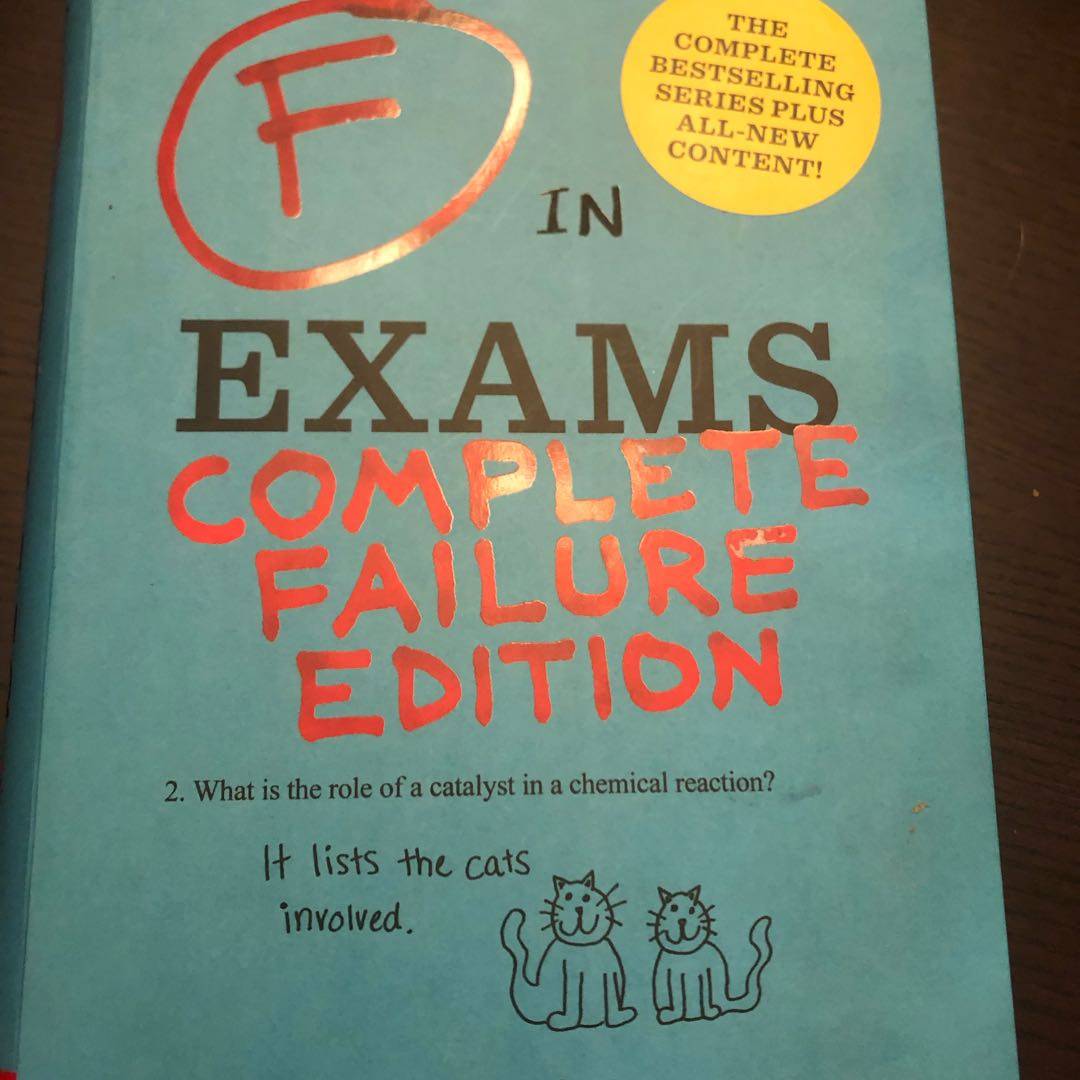 F
IN
THE
COMPLETE
BESTSELLING
SERIES PLUS
ALL-NEW
CONTENT!
EXAMS
COMPLETE
FAILURE
EDITION
2. What is the role of a catalyst in a chemical reaction?
It lists the cats
involved.